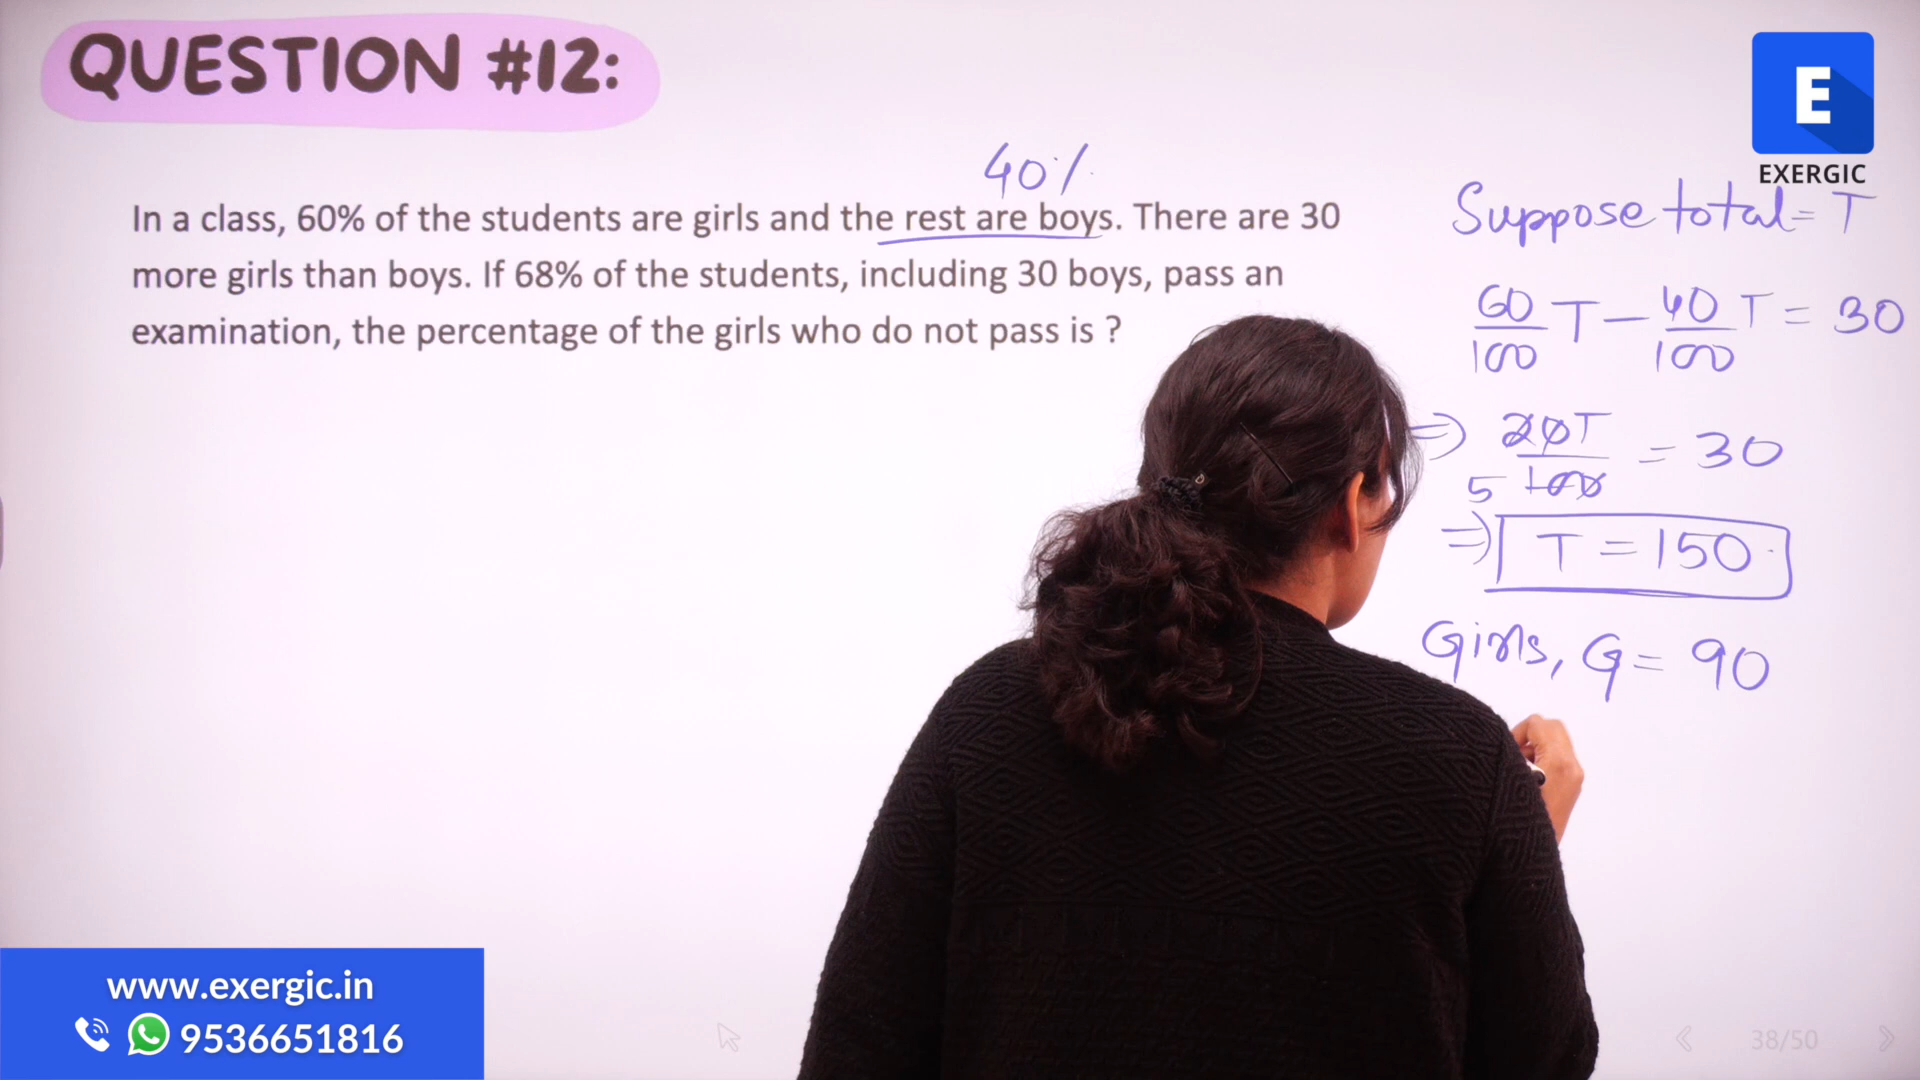 QUESTION #12:
E
EXERGIC
40%
In a class, 60% of the students are girls and the rest are boys. There are 30
more girls than boys. If 68% of the students, including 30 boys, pass an
examination, the percentage of the girls who do not pass is ?
Suppose total = T
60/100 T - 40/100 T = 30
⇒ 20T/100 = 30
5
⇒ T = 150
Girls, G = 90
www.exergic.in
9536651816
38/50